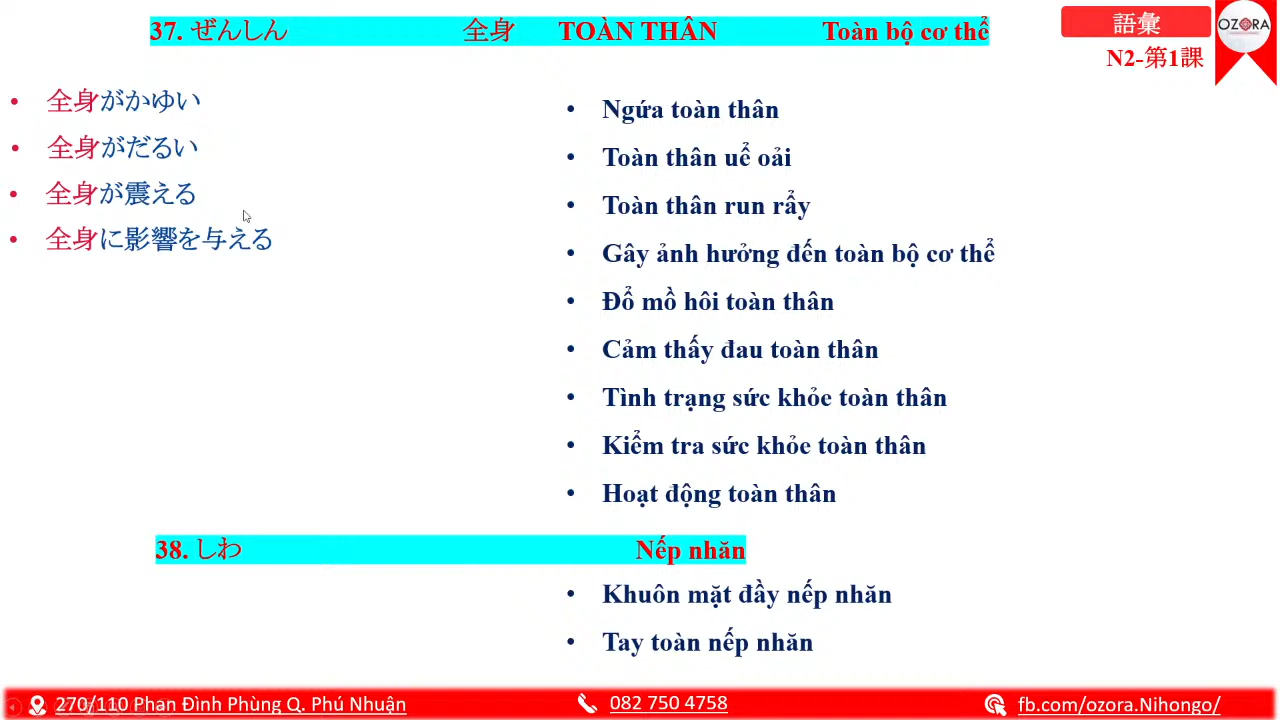 37. ぜんしん 全身 TOÀN THÂN Toàn bộ cơ thể
語彙
OZORA
N2-第1課
• 全身がかゆい
• 全身がだるい
• 全身が震える
• 全身に影響を与える
• Ngứa toàn thân
• Toàn thân uể oải
• Toàn thân run rẩy
• Gây ảnh hưởng đến toàn bộ cơ thể
• Đổ mồ hôi toàn thân
• Cảm thấy đau toàn thân
• Tình trạng sức khỏe toàn thân
• Kiểm tra sức khỏe toàn thân
• Hoạt động toàn thân
38. しわ Nếp nhăn
• Khuôn mặt đầy nếp nhăn
• Tay toàn nếp nhăn
270/110 Phan Đình Phùng Q. Phú Nhuận
082 750 4758
fb.com/ozora.Nihongo/